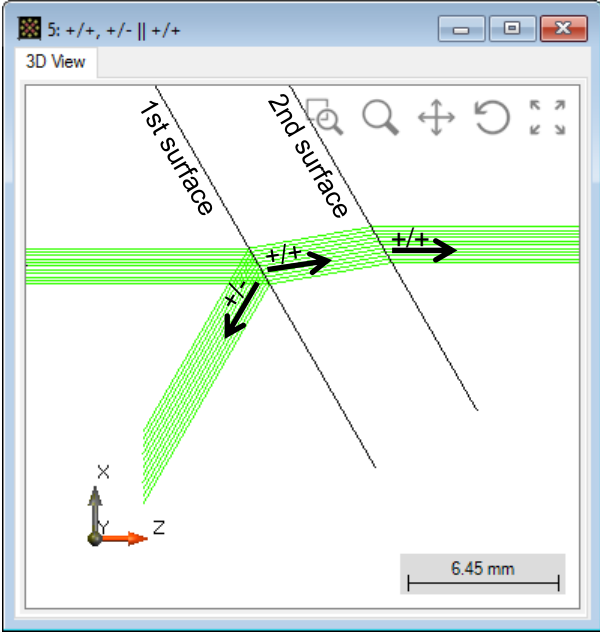 5: +/+, +/- || +/+
3D View
1st surface
2nd surface
+/+
+/+
+/-
X
Y
Z
6.45 mm